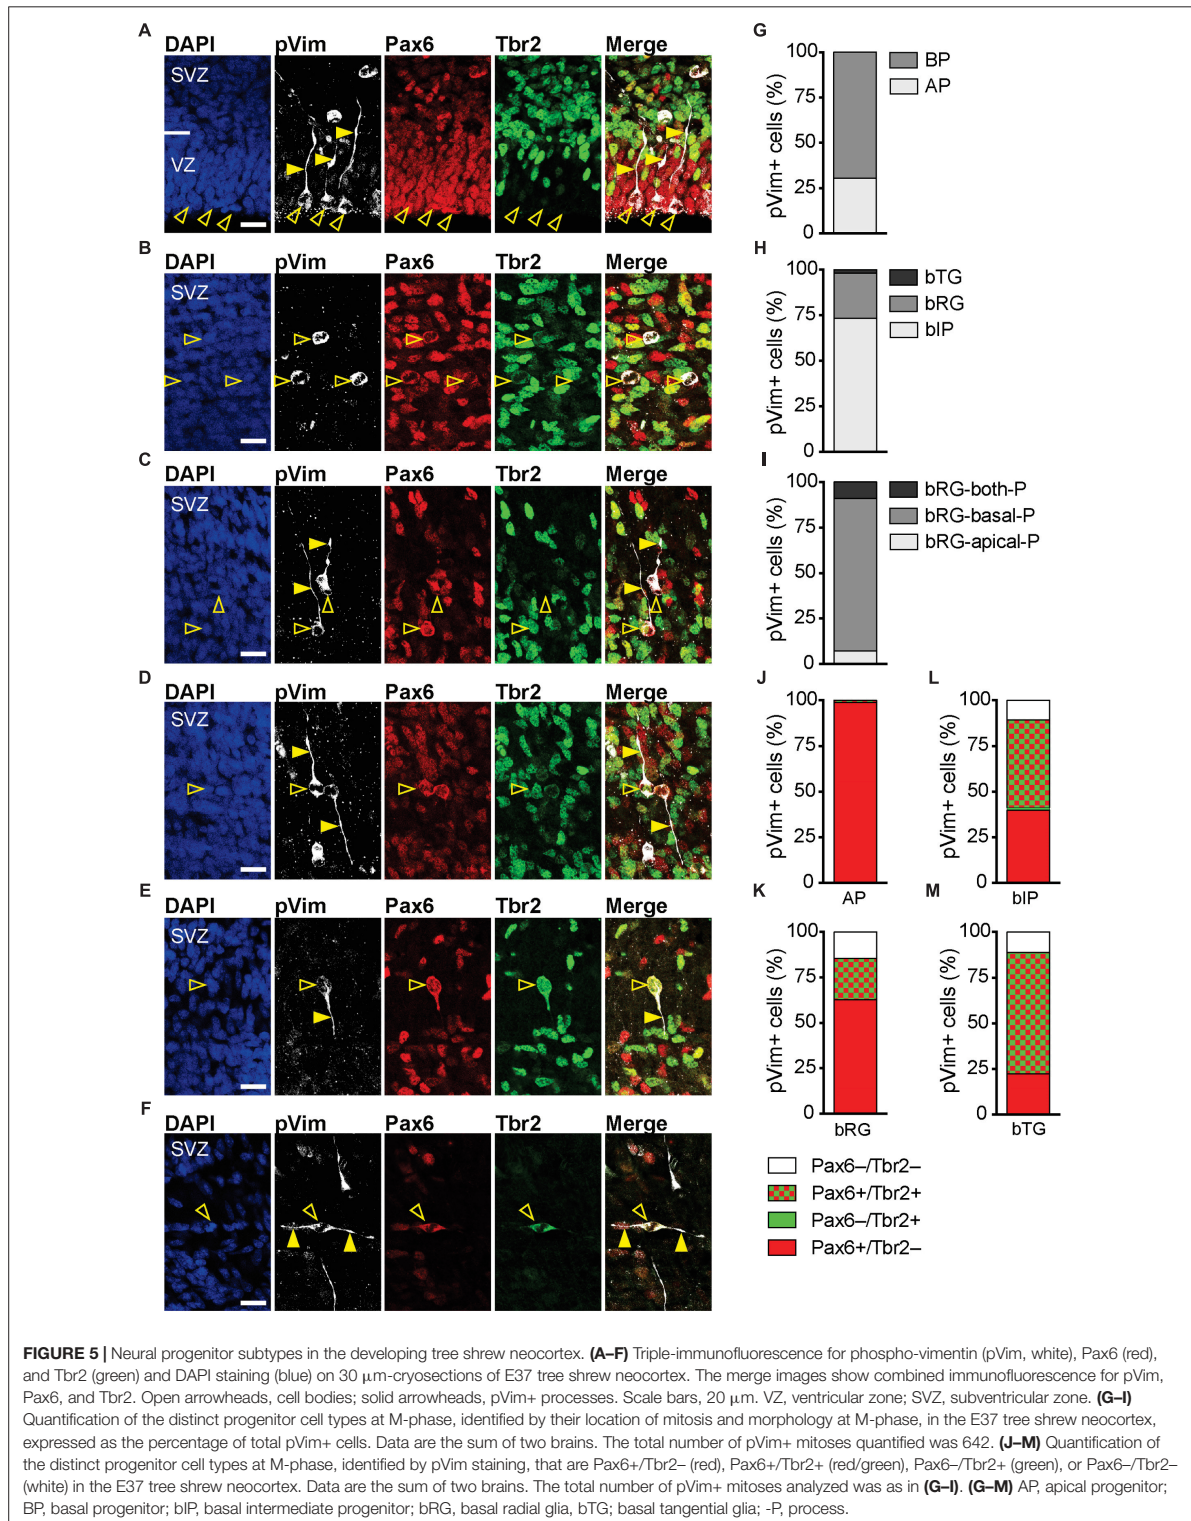 A
DAPI pVim Pax6 Tbr2 Merge
SVZ
VZ
B
DAPI pVim Pax6 Tbr2 Merge
SVZ
C
DAPI pVim Pax6 Tbr2 Merge
SVZ
D
DAPI pVim Pax6 Tbr2 Merge
SVZ
E
DAPI pVim Pax6 Tbr2 Merge
SVZ
F
DAPI pVim Pax6 Tbr2 Merge
SVZ
G
pVim+ cells (%)
100
75
50
25
0
BP
AP
H
pVim+ cells (%)
100
75
50
25
0
bTG
bRG
bIP
I
pVim+ cells (%)
100
75
50
25
0
bRG-both-P
bRG-basal-P
bRG-apical-P
J
pVim+ cells (%)
100
75
50
25
0
AP
L
pVim+ cells (%)
100
75
50
25
0
bIP
K
pVim+ cells (%)
100
75
50
25
0
bRG
M
pVim+ cells (%)
100
75
50
25
0
bTG
Pax6–/Tbr2–
Pax6+/Tbr2+
Pax6–/Tbr2+
Pax6+/Tbr2–
FIGURE 5 | Neural progenitor subtypes in the developing tree shrew neocortex. (A–F) Triple-immunofluorescence for phospho-vimentin (pVim, white), Pax6 (red),
and Tbr2 (green) and DAPI staining (blue) on 30 μm-cryosections of E37 tree shrew neocortex. The merge images show combined immunofluorescence for pVim,
Pax6, and Tbr2. Open arrowheads, cell bodies; solid arrowheads, pVim+ processes. Scale bars, 20 μm. VZ, ventricular zone; SVZ, subventricular zone. (G–I)
Quantification of the distinct progenitor cell types at M-phase, identified by their location of mitosis and morphology at M-phase, in the E37 tree shrew neocortex,
expressed as the percentage of total pVim+ cells. Data are the sum of two brains. The total number of pVim+ mitoses quantified was 642. (J–M) Quantification of
the distinct progenitor cell types at M-phase, identified by pVim staining, that are Pax6+/Tbr2– (red), Pax6+/Tbr2+ (red/green), Pax6–/Tbr2+ (green), or Pax6–/Tbr2–
(white) in the E37 tree shrew neocortex. Data are the sum of two brains. The total number of pVim+ mitoses analyzed was as in (G–I). (G–M) AP, apical progenitor;
BP, basal progenitor; bIP, basal intermediate progenitor; bRG, basal radial glia, bTG; basal tangential glia; -P, process.